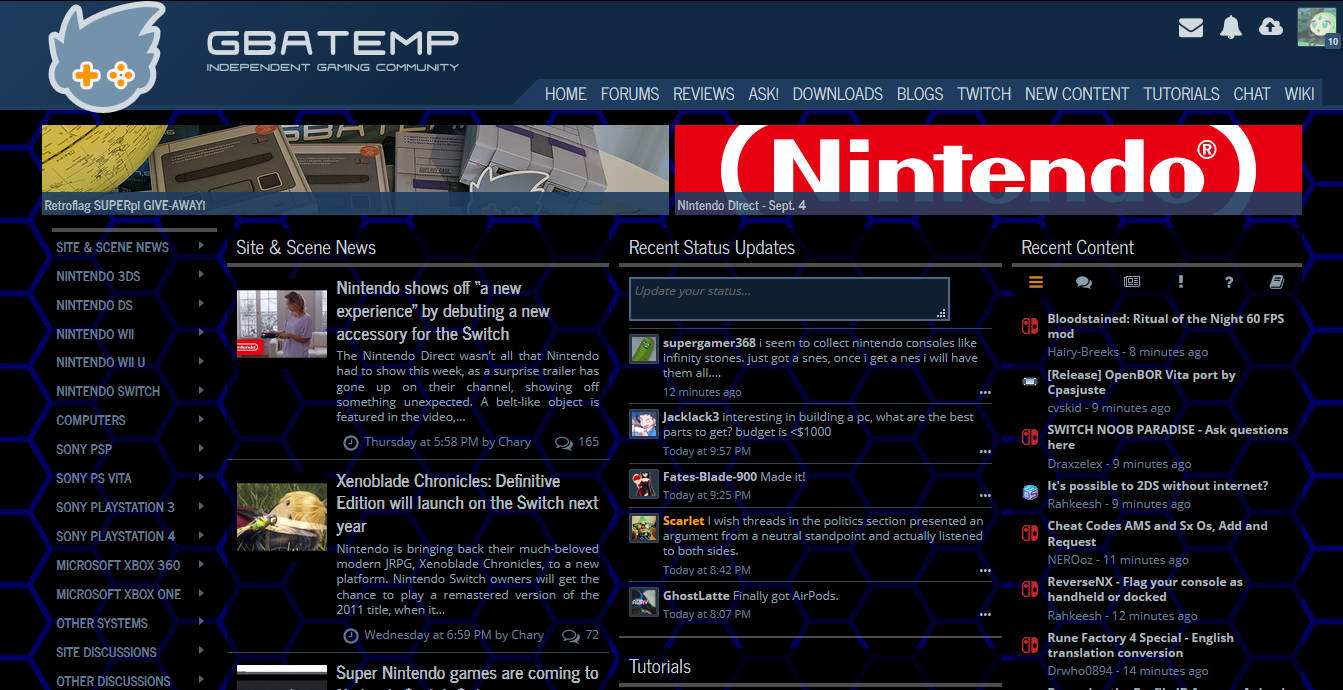 GBATEMP
INDEPENDENT GAMING COMMUNITY
10
HOME FORUMS REVIEWS ASK! DOWNLOADS BLOGS TWITCH NEW CONTENT TUTORIALS CHAT WIKI
GBATEMP
Retroflag SUPERpi GIVE-AWAY!
Nintendo®
Nintendo Direct - Sept. 4
SITE & SCENE NEWS
NINTENDO 3DS
NINTENDO DS
NINTENDO WII
NINTENDO WII U
NINTENDO SWITCH
COMPUTERS
SONY PSP
SONY PS VITA
SONY PLAYSTATION 3
SONY PLAYSTATION 4
MICROSOFT XBOX 360
MICROSOFT XBOX ONE
OTHER SYSTEMS
SITE DISCUSSIONS
OTHER DISCUSSIONS
Site & Scene News
Nintendo shows off "a new
experience" by debuting a new
accessory for the Switch
The Nintendo Direct wasn't all that Nintendo
had to show this week, as a surprise trailer has
gone up on their channel, showing off
something unexpected. A belt-like object is
featured in the video,...
Thursday at 5:58 PM by Chary 165
Xenoblade Chronicles: Definitive
Edition will launch on the Switch next
year
Nintendo is bringing back their much-beloved
modern JRPG, Xenoblade Chronicles, to a new
platform. Nintendo Switch owners will get the
chance to play a remastered version of the
2011 title, when it...
Wednesday at 6:59 PM by Chary 72
Super Nintendo games are coming to
Recent Status Updates
Update your status...
supergamer368 i seem to collect nintendo consoles like
infinity stones. just got a snes, once i get a nes i will have
them all....
12 minutes ago
Jacklack3 interesting in building a pc, what are the best
parts to get? budget is <$1000
Today at 9:57 PM
Fates-Blade-900 Made it!
Today at 9:25 PM
Scarlet I wish threads in the politics section presented an
argument from a neutral standpoint and actually listened
to both sides.
Today at 8:42 PM
GhostLatte Finally got AirPods.
Today at 8:07 PM
Tutorials
Recent Content
Bloodstained: Ritual of the Night 60 FPS
mod
Hairy-Breeks - 8 minutes ago
[Release] OpenBOR Vita port by
Cpasjuste
cvskid - 9 minutes ago
SWITCH NOOB PARADISE - Ask questions
here
Draxzelex - 9 minutes ago
It's possible to 2DS without internet?
Rahkeesh - 9 minutes ago
Cheat Codes AMS and Sx Os, Add and
Request
NEROoz - 11 minutes ago
ReverseNX - Flag your console as
handheld or docked
Rahkeesh - 12 minutes ago
Rune Factory 4 Special - English
translation conversion
Drwho0894 - 14 minutes ago